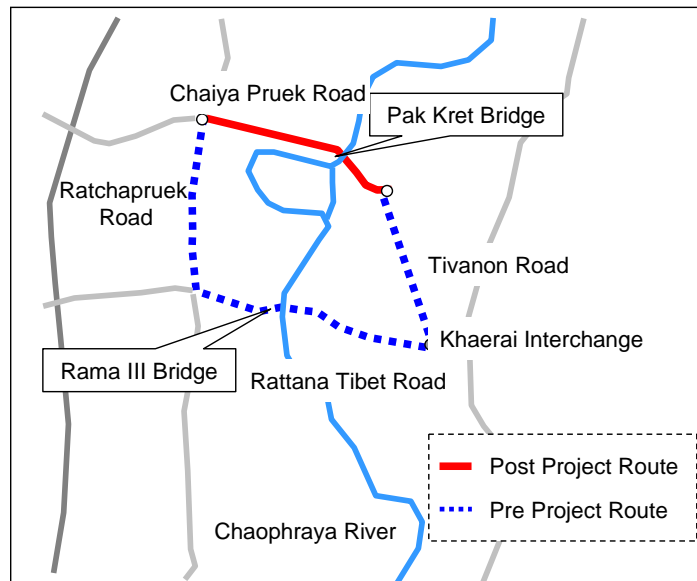 Chaiya Pruek Road
Pak Kret Bridge
Ratchapruek
Road
Tivanon Road
Khaerai Interchange
Rama III Bridge
Rattana Tibet Road
Post Project Route
Pre Project Route
Chaophraya River